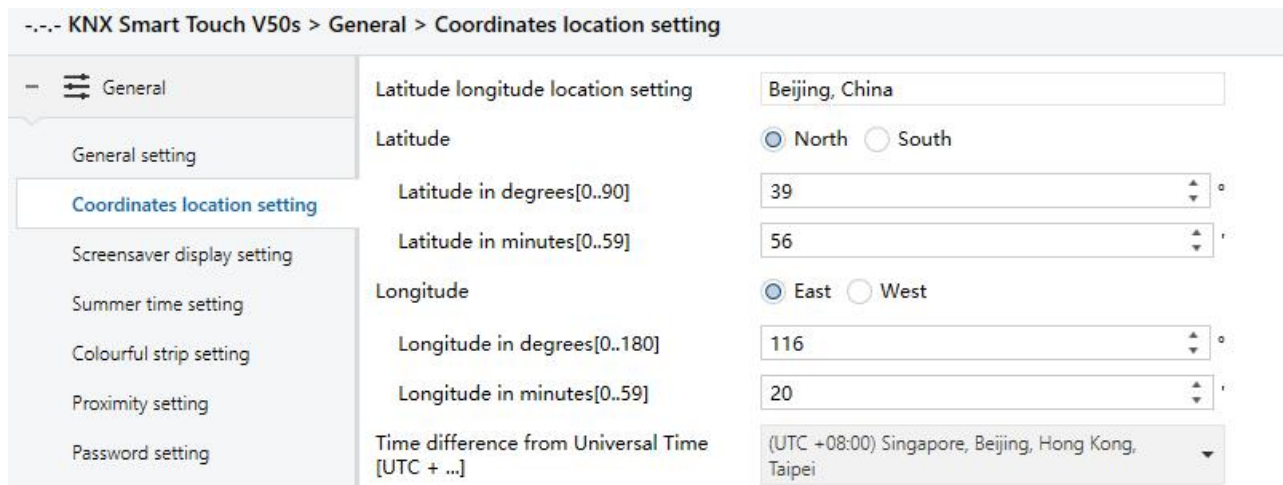 -.-.- KNX Smart Touch V50s > General > Coordinates location setting
General
General setting
Coordinates location setting
Screensaver display setting
Summer time setting
Colourful strip setting
Proximity setting
Password setting
Latitude longitude location setting Beijing, China
Latitude North South
Latitude in degrees[0..90] 39 °
Latitude in minutes[0..59] 56 '
Longitude East West
Longitude in degrees[0..180] 116 °
Longitude in minutes[0..59] 20 '
Time difference from Universal Time
[UTC + ...]
(UTC +08:00) Singapore, Beijing, Hong Kong,
Taipei